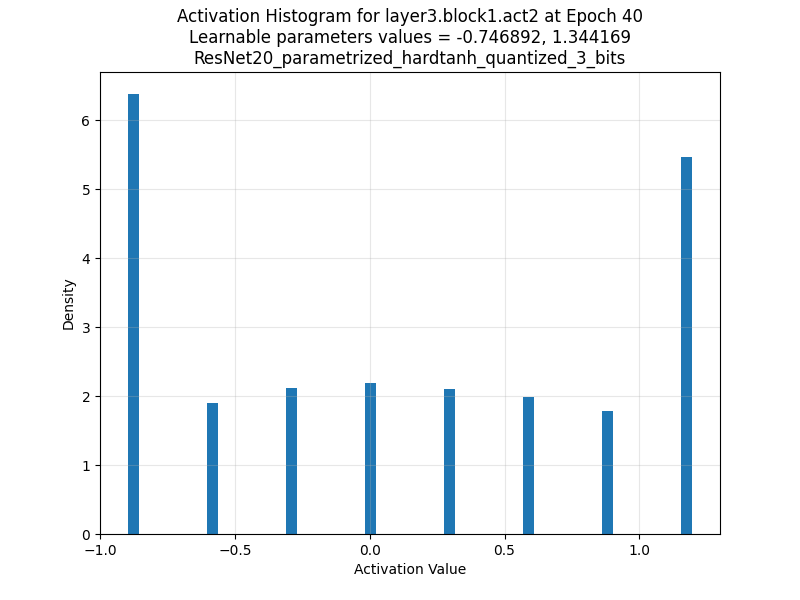 Activation Histogram for layer3.block1.act2 at Epoch 40
Learnable parameters values = -0.746892, 1.344169
ResNet20_parametrized_hardtanh_quantized_3_bits
6
5
4
3
2
1
0
Density
−1.0 −0.5 0.0 0.5 1.0
Activation Value